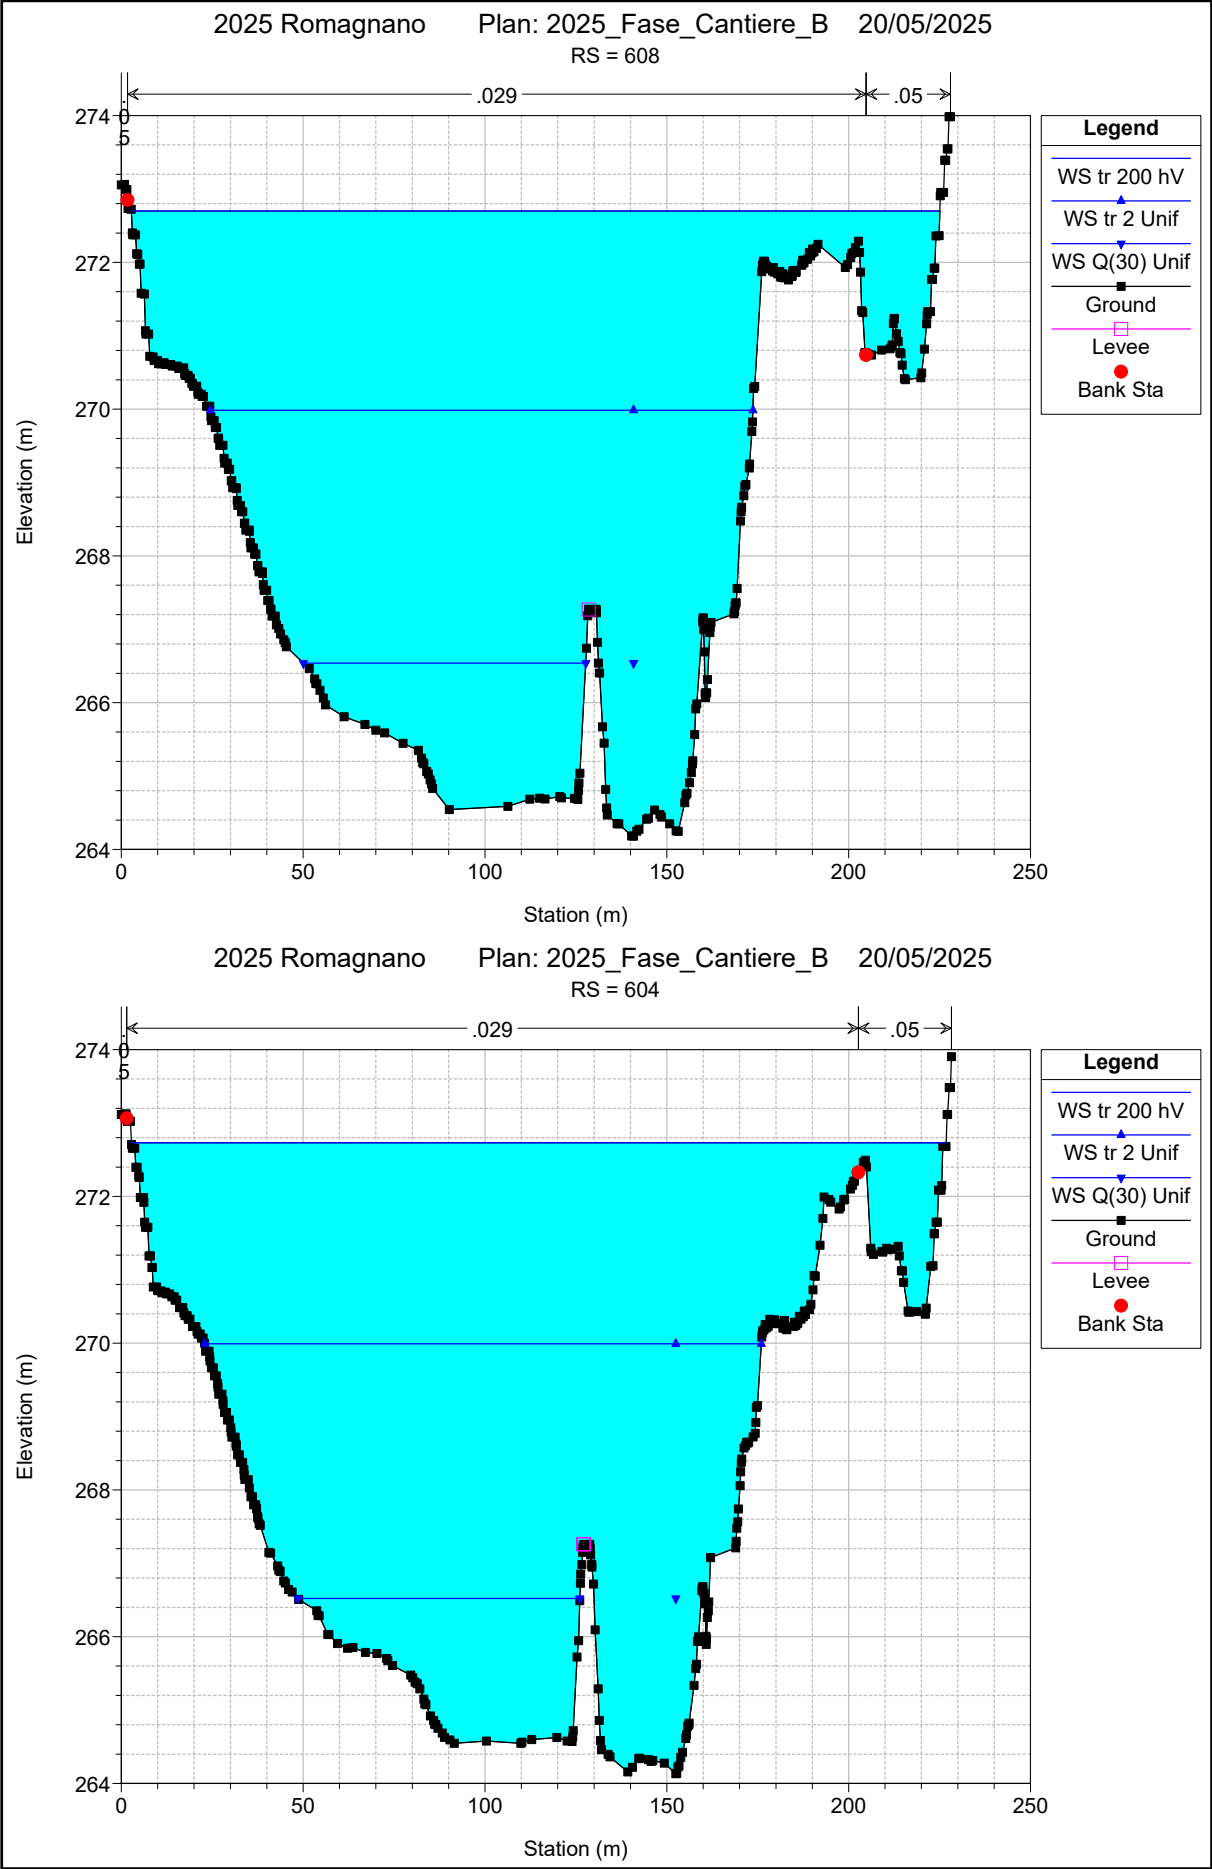 2025 Romagnano Plan: 2025_Fase_Cantiere_B 20/05/2025
RS = 608
.05 .029 .05
Legend
WS tr 200 hV
WS tr 2 Unif
WS Q(30) Unif
Ground
Levee
Bank Sta
274
272
270
268
266
264
Elevation (m)
0 50 100 150 200 250
Station (m)
2025 Romagnano Plan: 2025_Fase_Cantiere_B 20/05/2025
RS = 604
.05 .029 .05
Legend
WS tr 200 hV
WS tr 2 Unif
WS Q(30) Unif
Ground
Levee
Bank Sta
274
272
270
268
266
264
Elevation (m)
0 50 100 150 200 250
Station (m)